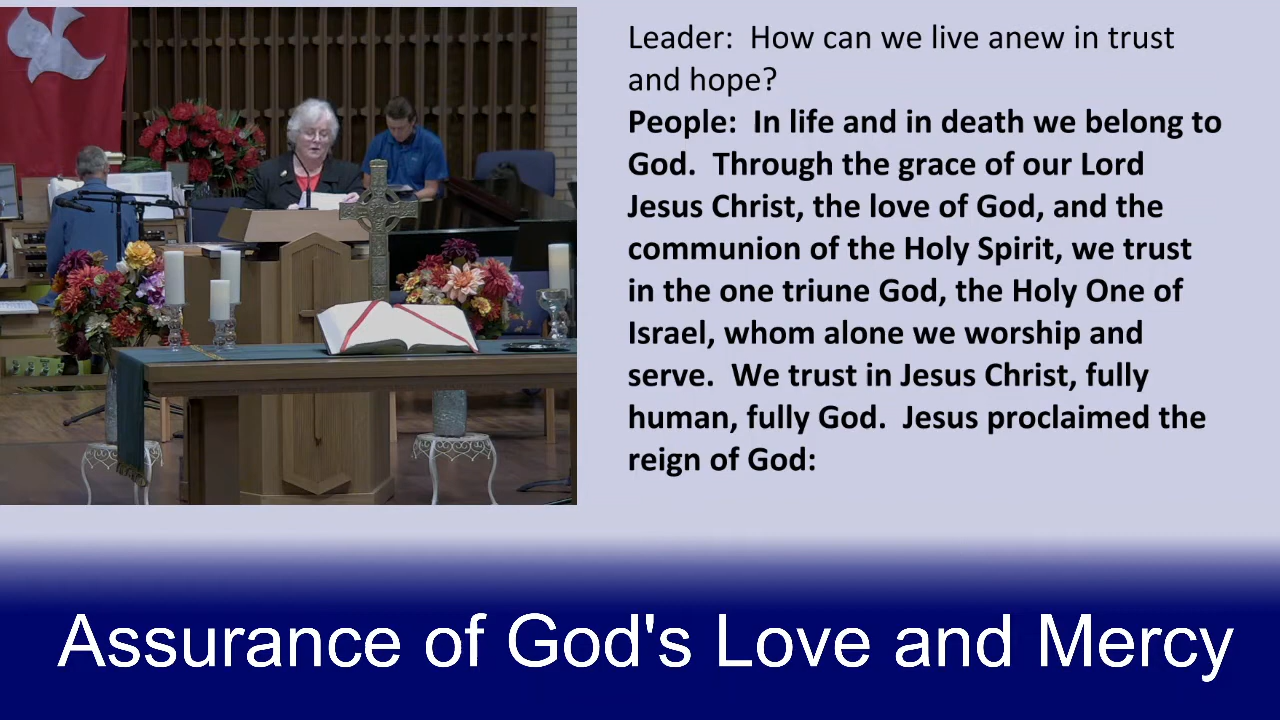 Leader:  How can we live anew in trust
and hope?
People:  In life and in death we belong to
God.  Through the grace of our Lord
Jesus Christ, the love of God, and the
communion of the Holy Spirit, we trust
in the one triune God, the Holy One of
Israel, whom alone we worship and
serve.  We trust in Jesus Christ, fully
human, fully God.  Jesus proclaimed the
reign of God:
Assurance of God's Love and Mercy